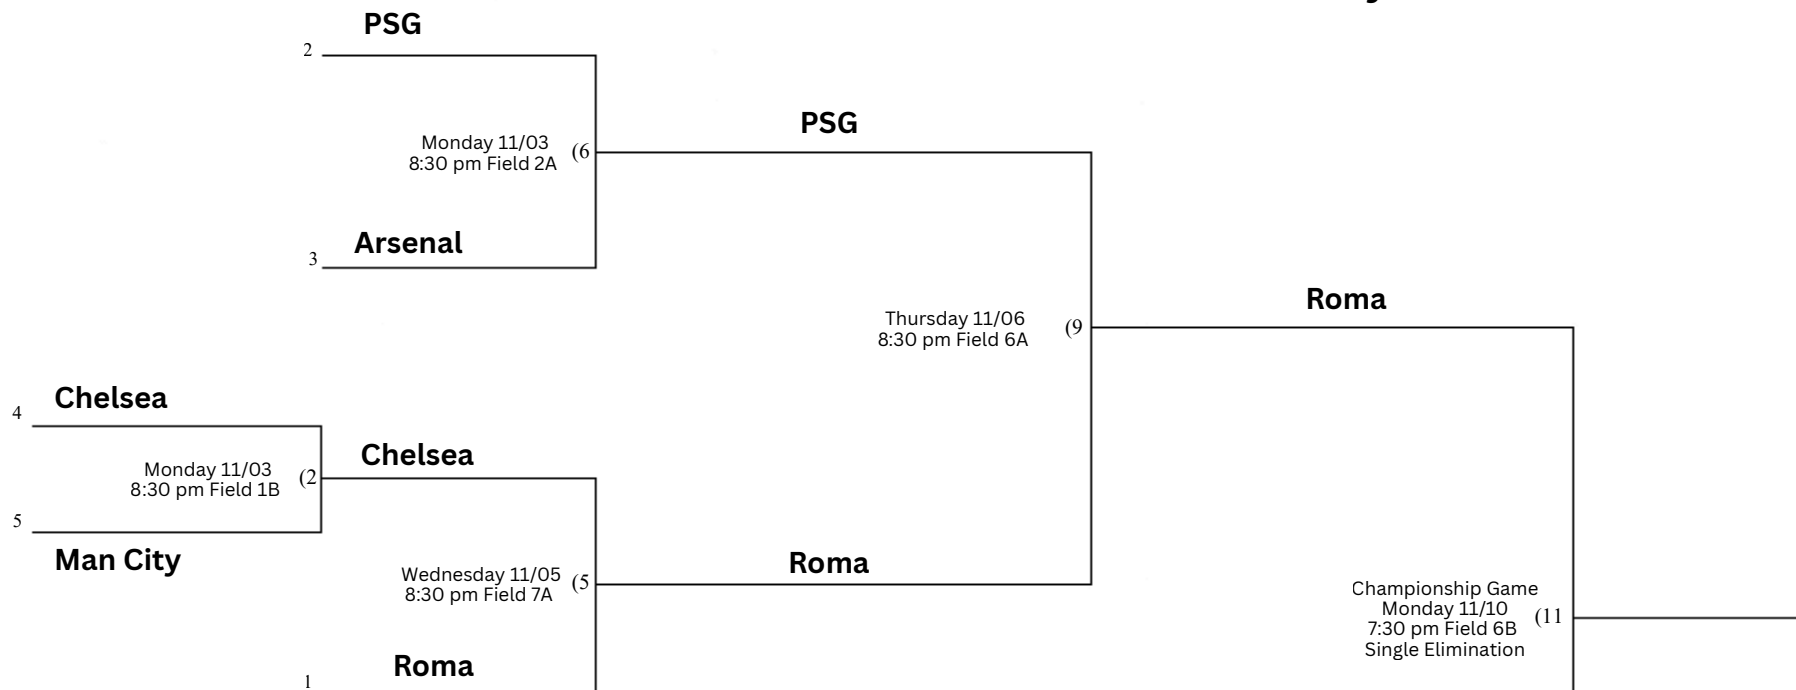 PSG
2
Monday 11/03
8:30 pm Field 2A
(6
PSG
Arsenal
3
Thursday 11/06
8:30 pm Field 6A
(9
Roma
Chelsea
4
Monday 11/03
8:30 pm Field 1B
(2
Chelsea
5
Man City
Wednesday 11/05
8:30 pm Field 7A
(5
Roma
Championship Game
Monday 11/10
7:30 pm Field 6B
Single Elimination
(11
Roma
1